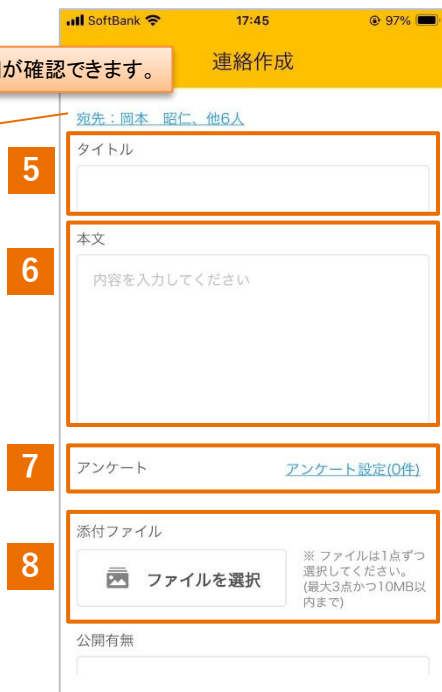 SoftBank 17:45 97%
が確認できます。
連絡作成
宛先：岡本　昭仁、他6人
5
タイトル
6
本文
内容を入力してください
7
アンケート アンケート設定(0件)
8
添付ファイル
ファイルを選択
※ ファイルは1点ずつ
選択してください。
(最大3点かつ10MB以
内まで)
公開有無